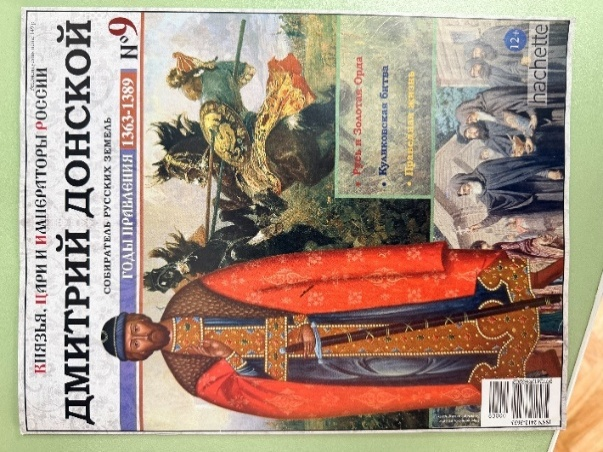 КНЯЗЬЯ, ЦАРИ И ИМПЕРАТОРЫ РОССИИ
ДМИТРИЙ ДОНСКОЙ
СОБИРАТЕЛЬ РУССКИХ ЗЕМЕЛЬ
№9
ГОДЫ ПРАВЛЕНИЯ 1363-1389
• Русь и Золотая Орда
• Куликовская битва
12+
hachette